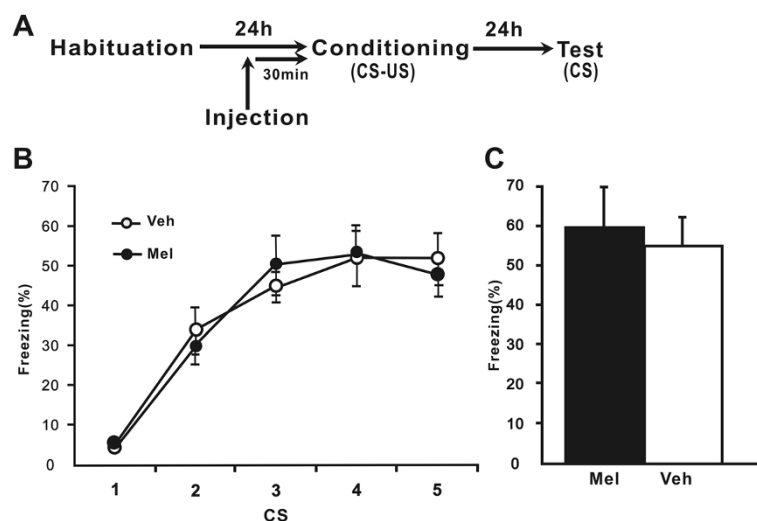 A
Habituation 24h Conditioning 24h Test
30min (CS-US) (CS)
Injection
B
70
60
50
40
30
20
10
0
Freezing(%)
Veh
Mel
1 2 3 4 5
CS
C
70
60
50
40
30
20
10
0
Freezing(%)
Mel Veh